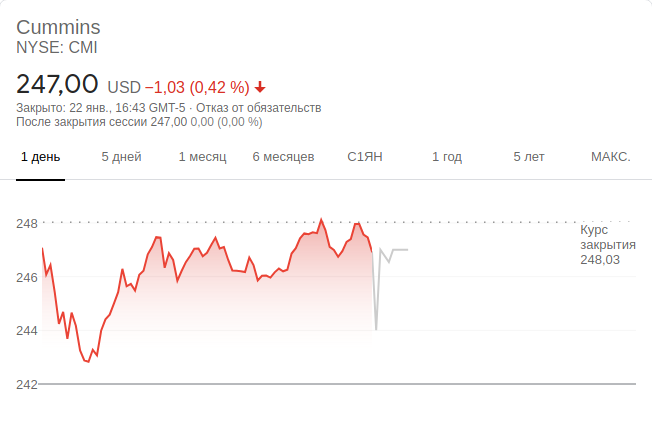 Cummins
NYSE: CMI
247,00 USD −1,03 (0,42 %)
Закрыто: 22 янв., 16:43 GMT-5 · Отказ от обязательств
После закрытия сессии 247,00 0,00 (0,00 %)
1 день 5 дней 1 месяц 6 месяцев С1ЯН 1 год 5 лет МАКС.
248
Курс
закрытия
248,03
246
244
242